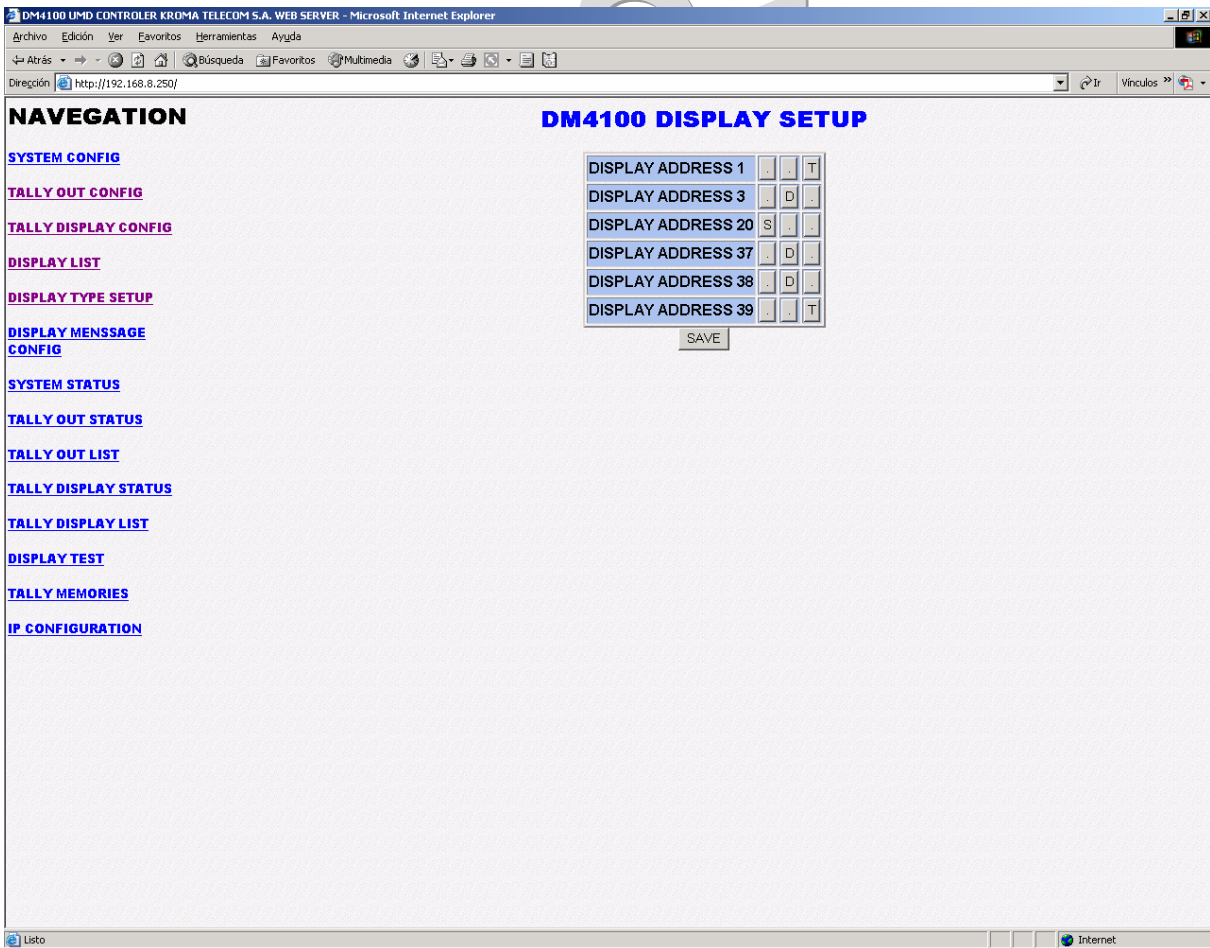 DM4100 UMD CONTROLER KROMA TELECOM S.A. WEB SERVER - Microsoft Internet Explorer
Archivo Edición Ver Favoritos Herramientas Ayuda
Atrás Búsqueda Favoritos Multimedia
Dirección http://192.168.8.250/ Ir Vínculos »
NAVEGATION
SYSTEM CONFIG
TALLY OUT CONFIG
TALLY DISPLAY CONFIG
DISPLAY LIST
DISPLAY TYPE SETUP
DISPLAY MENSSAGE
CONFIG
SYSTEM STATUS
TALLY OUT STATUS
TALLY OUT LIST
TALLY DISPLAY STATUS
TALLY DISPLAY LIST
DISPLAY TEST
TALLY MEMORIES
IP CONFIGURATION
DM4100 DISPLAY SETUP
DISPLAY ADDRESS 1 . . T
DISPLAY ADDRESS 3 . D .
DISPLAY ADDRESS 20 S . .
DISPLAY ADDRESS 37 . D .
DISPLAY ADDRESS 38 . D .
DISPLAY ADDRESS 39 . . T
SAVE
Listo Internet